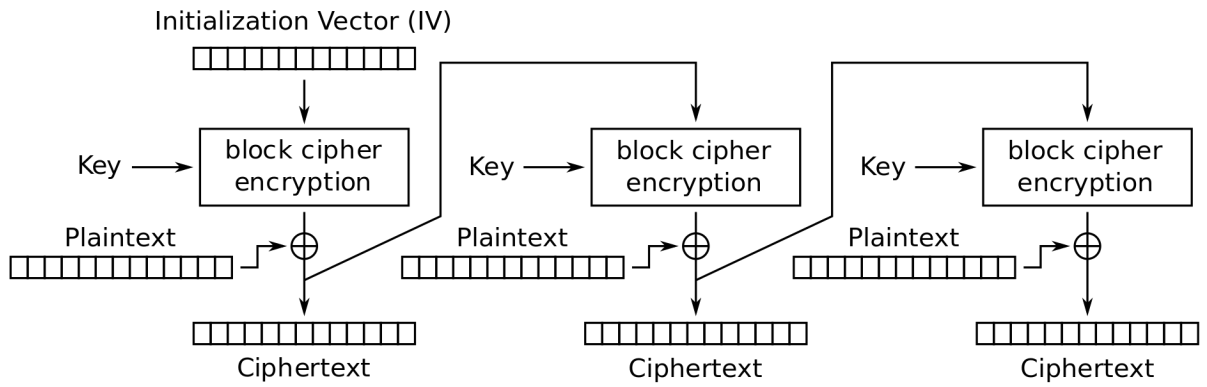 Initialization Vector (IV)
Key
block cipher
encryption
Key
block cipher
encryption
Key
block cipher
encryption
Plaintext
Plaintext
Plaintext
Ciphertext
Ciphertext
Ciphertext